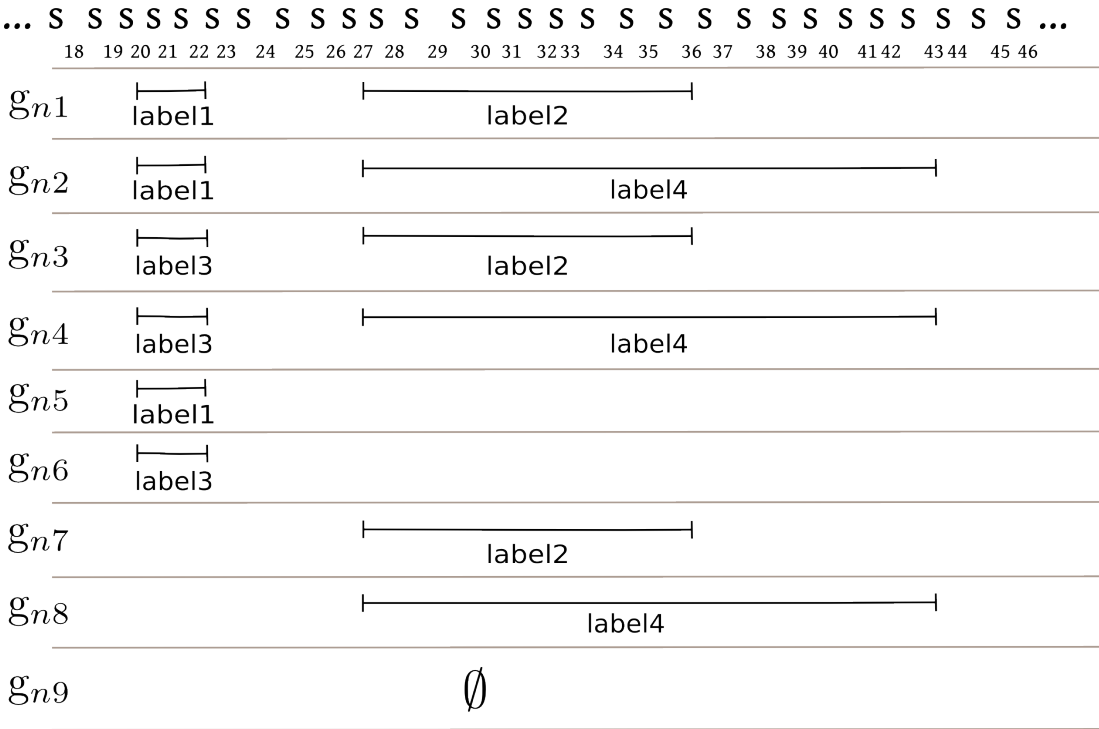 ... S S S S S S S S S S S S S S S S S S S S S S S S S S S S S ...
18 19 20 21 22 23 24 25 26 27 28 29 30 31 32 33 34 35 36 37 38 39 40 41 42 43 44 45 46
gn1 label1 label2
gn2 label1 label4
gn3 label3 label2
gn4 label3 label4
gn5 label1
gn6 label3
gn7 label2
gn8 label4
gn9 ∅